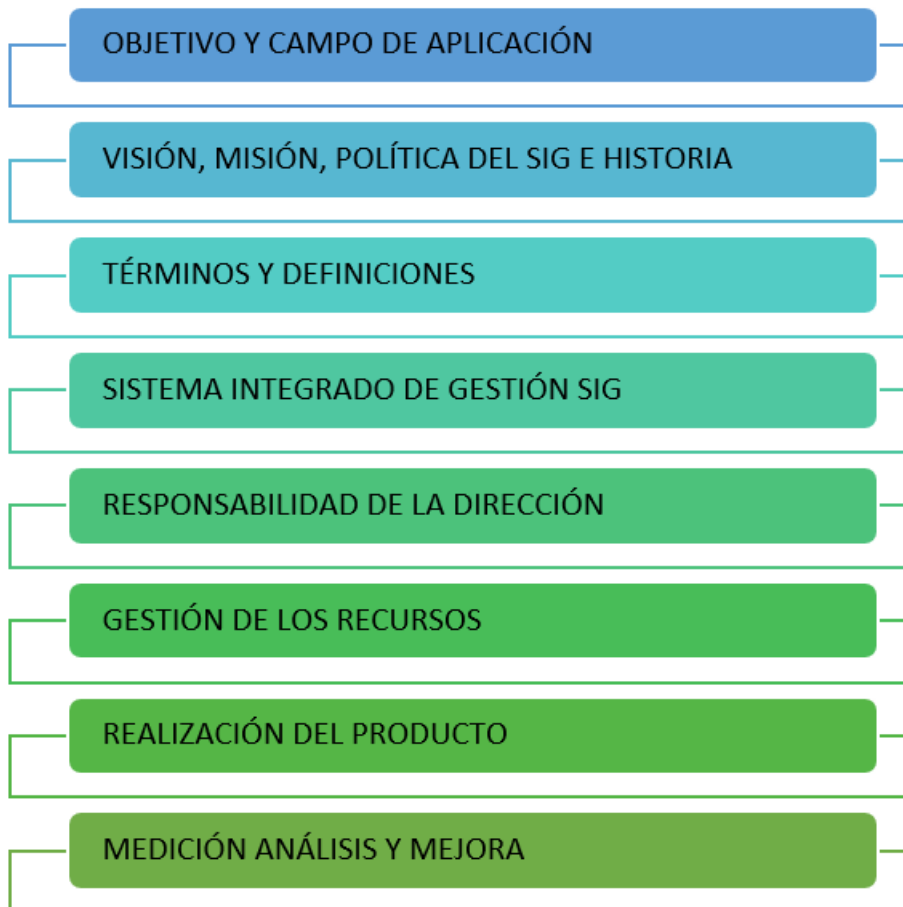 OBJETIVO Y CAMPO DE APLICACIÓN
VISIÓN, MISIÓN, POLÍTICA DEL SIG E HISTORIA
TÉRMINOS Y DEFINICIONES
SISTEMA INTEGRADO DE GESTIÓN SIG
RESPONSABILIDAD DE LA DIRECCIÓN
GESTIÓN DE LOS RECURSOS
REALIZACIÓN DEL PRODUCTO
MEDICIÓN ANÁLISIS Y MEJORA